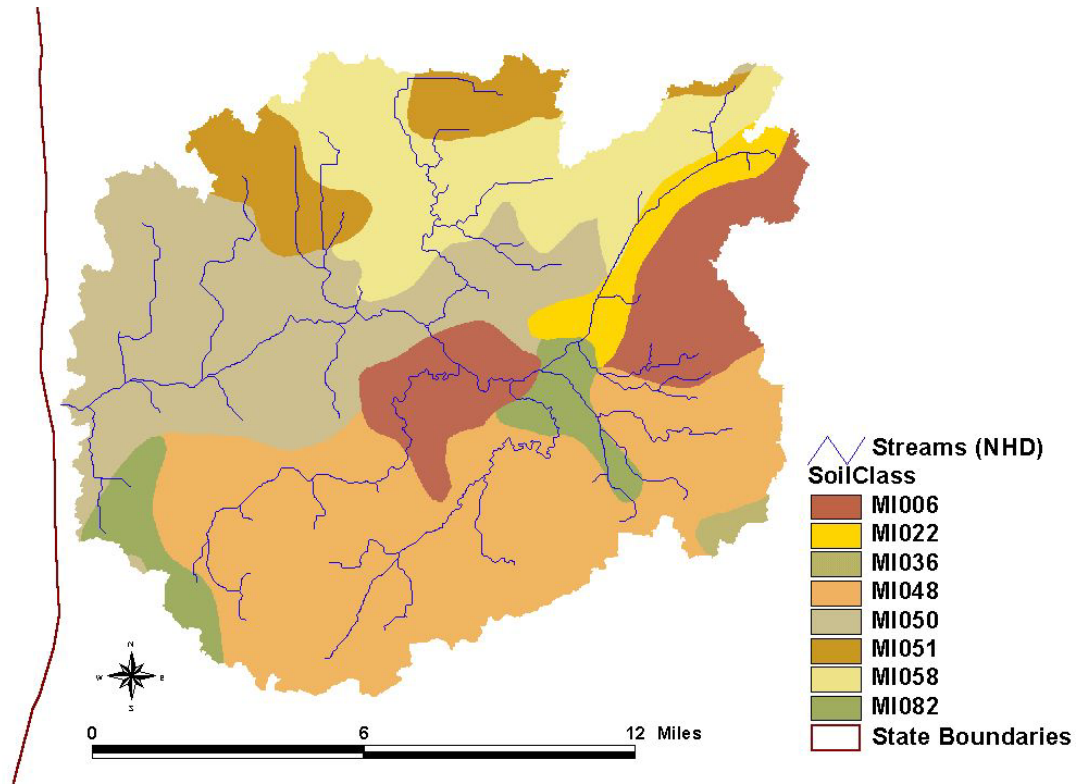 Streams (NHD)
SoilClass
MI006
MI022
MI036
MI048
MI050
MI051
MI058
MI082
State Boundaries
N
W E
S
0 6 12 Miles